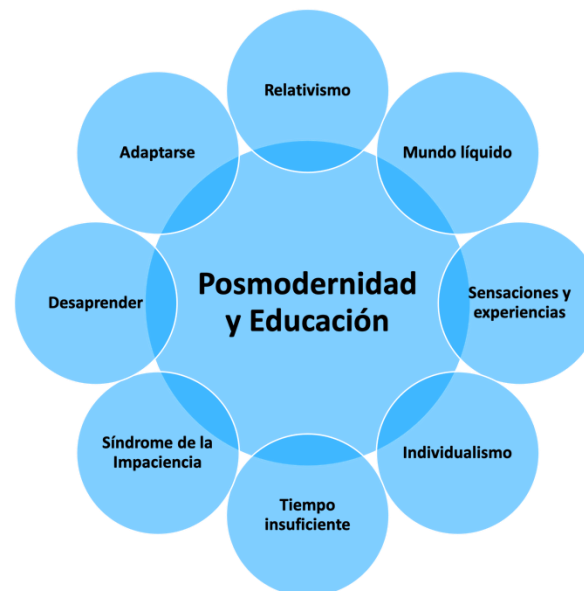 Relativismo
Mundo líquido
Sensaciones y
experiencias
Individualismo
Tiempo
insuficiente
Síndrome de la
Impaciencia
Desaprender
Adaptarse
Posmodernidad
y Educación